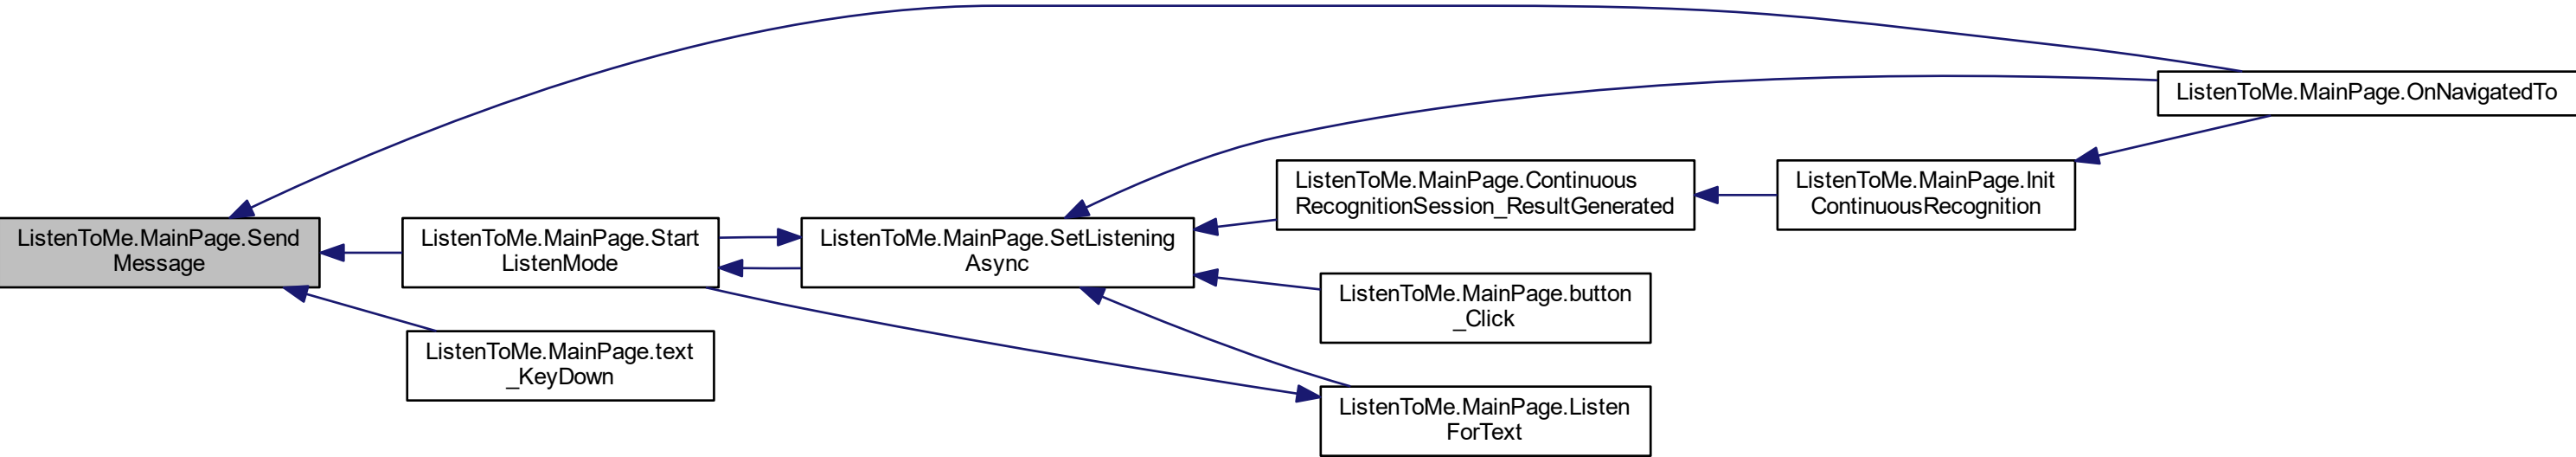 ListenToMe.MainPage.Send
Message
ListenToMe.MainPage.Start
ListenMode
ListenToMe.MainPage.text
_KeyDown
ListenToMe.MainPage.SetListening
Async
ListenToMe.MainPage.Continuous
RecognitionSession_ResultGenerated
ListenToMe.MainPage.button
_Click
ListenToMe.MainPage.Listen
ForText
ListenToMe.MainPage.Init
ContinuousRecognition
ListenToMe.MainPage.OnNavigatedTo